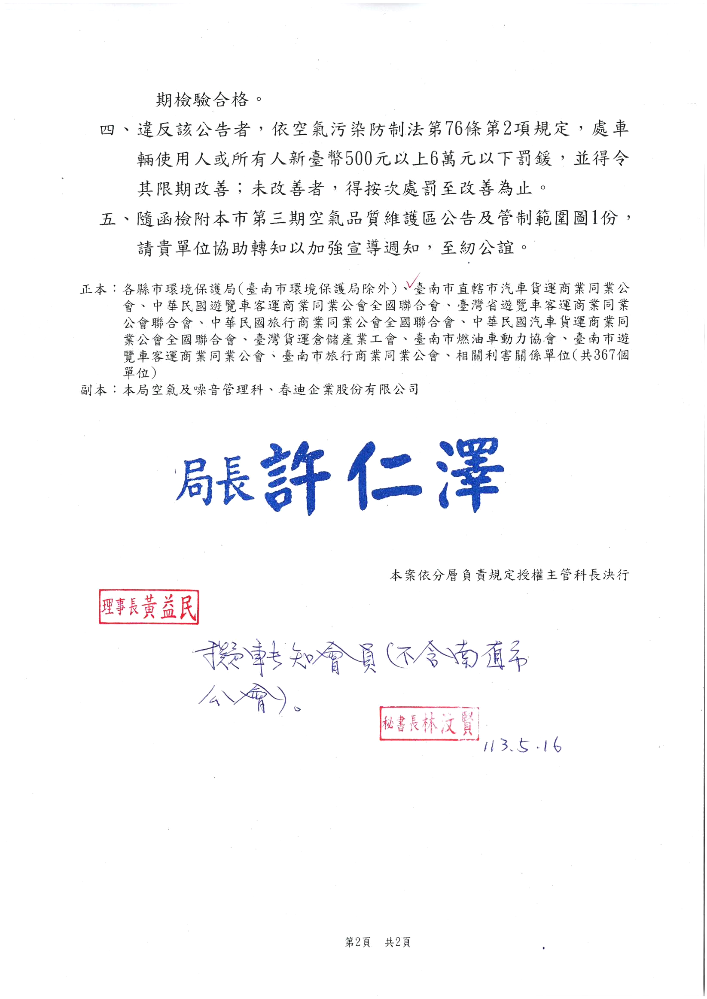 期檢驗合格。
四、違反該公告者，依空氣污染防制法第76條第2項規定，處車
輛使用人或所有人新臺幣500元以上6萬元以下罰鍰，並得令
其限期改善；未改善者，得按次處罰至改善為止。
五、隨函檢附本市第三期空氣品質維護區公告及管制範圍圖1份，
請貴單位協助轉知以加強宣導週知，至紉公誼。
正本：各縣市環境保護局(臺南市環境保護局除外)、臺南市直轄市汽車貨運商業同業公
會、中華民國遊覽車客運商業同業公會全國聯合會、臺灣省遊覽車客運商業同業
公會聯合會、中華民國旅行商業同業公會全國聯合會、中華民國汽車貨運商業同
業公會全國聯合會、臺灣貨運倉儲產業工會、臺南市燃油車動力協會、臺南市遊
覽車客運商業同業公會、臺南市旅行商業同業公會、相關利害關係單位(共367個
單位)
副本：本局空氣及噪音管理科、春迪企業股份有限公司
局長許仁澤
本案依分層負責規定授權主管科長決行
理事長黃益民
擬轉知會員(不含南直市
公會)。
秘書長林汶賢
113.5.16
第2頁 共2頁